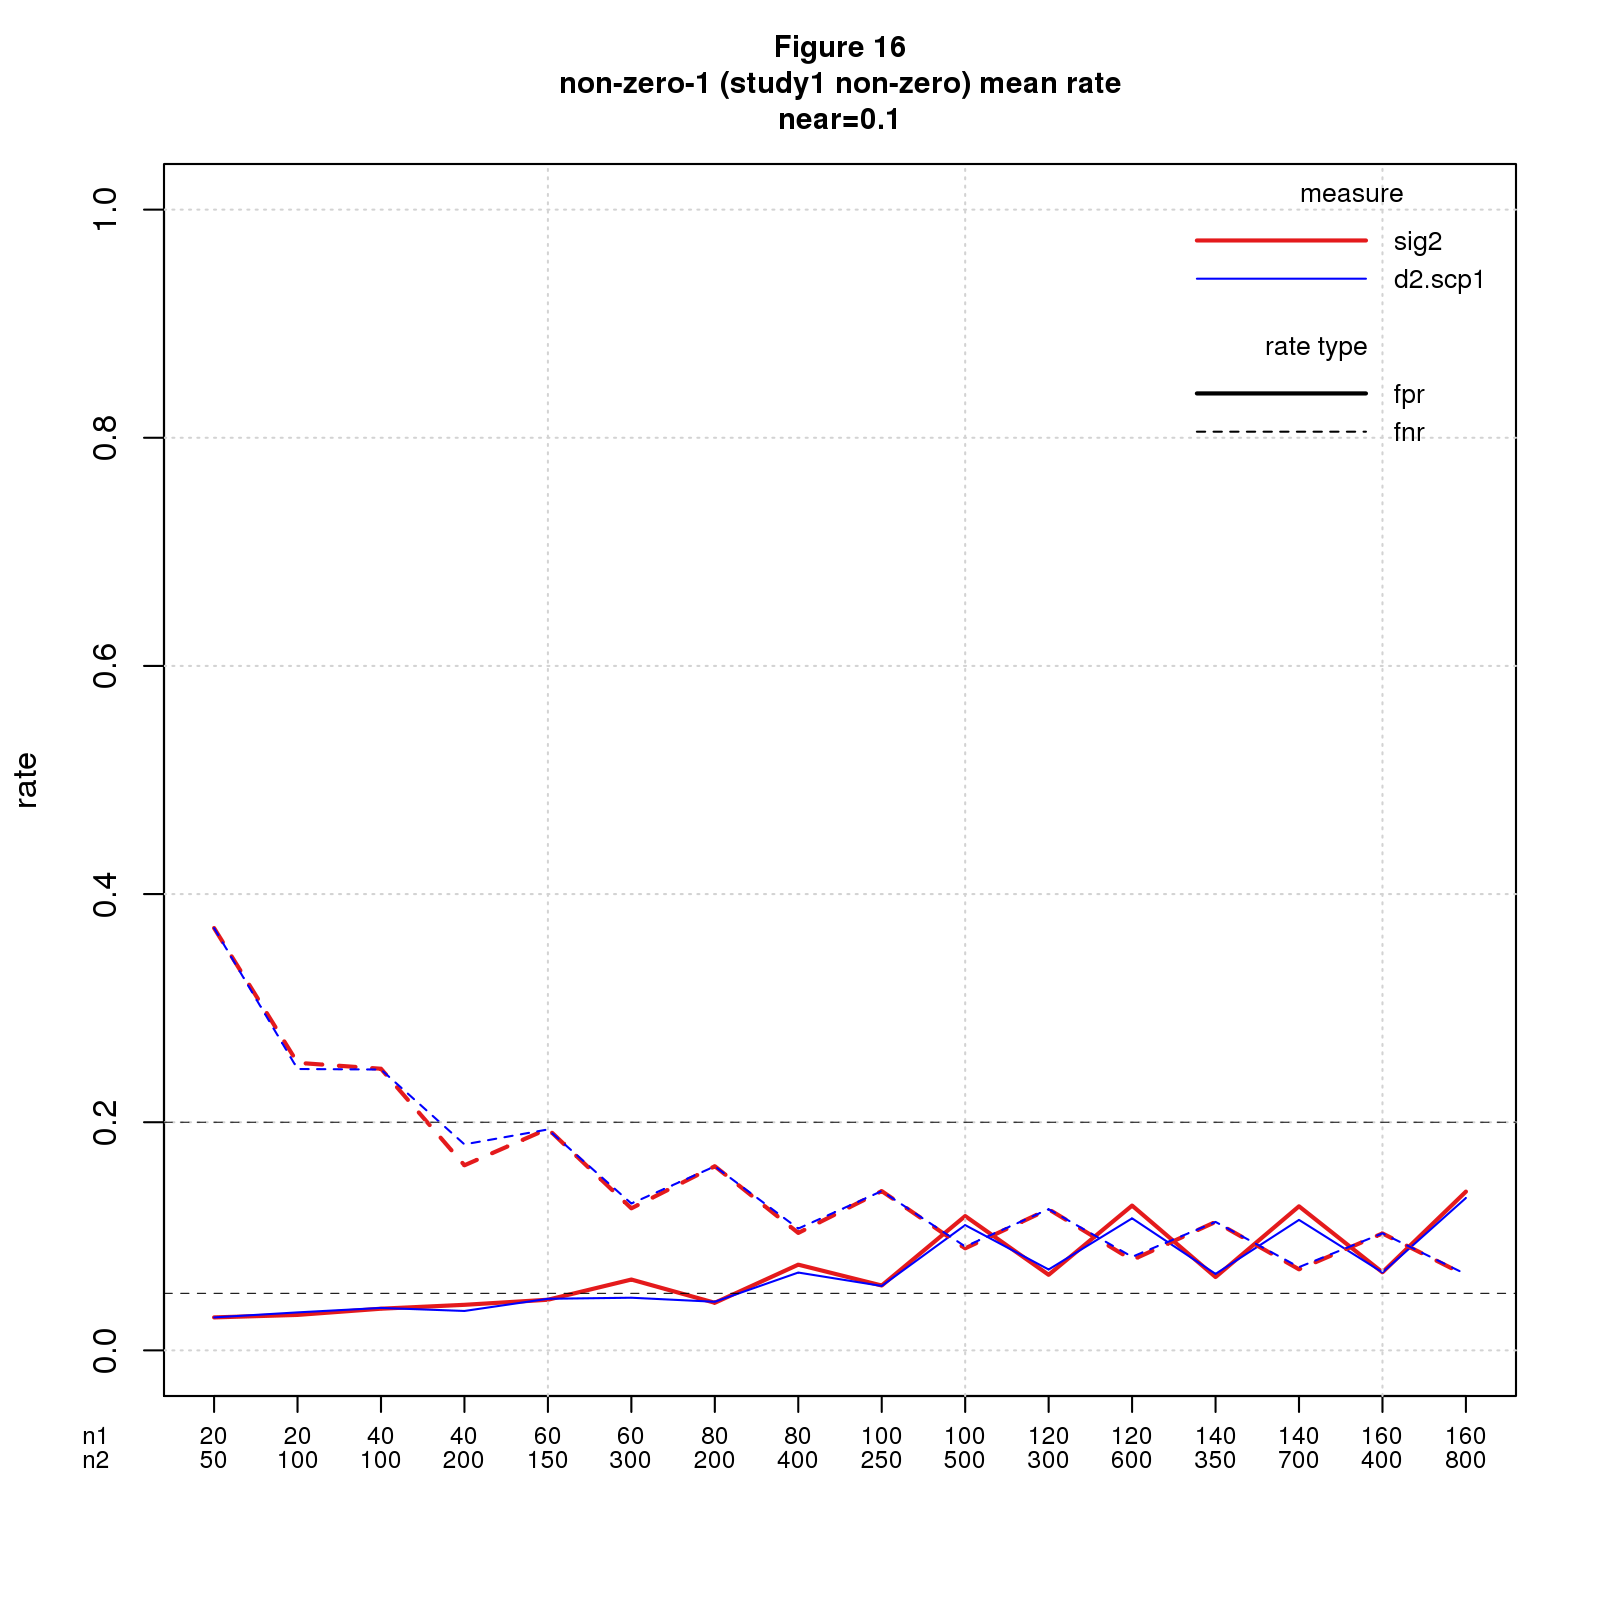 Figure 16
non-zero-1 (study1 non-zero) mean rate
near=0.1
measure
sig2
d2.scp1
rate type
fpr
fnr
1.0
0.8
0.6
0.4
0.2
0.0
rate
n1 20 20 40 40 60 60 80 80 100 100 120 120 140 140 160 160
n2 50 100 100 200 150 300 200 400 250 500 300 600 350 700 400 800